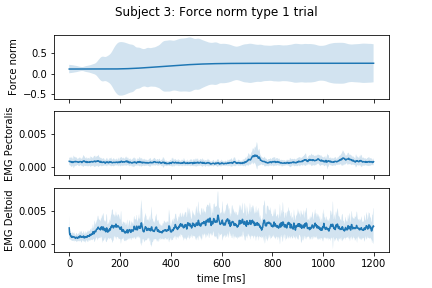 Subject 3: Force norm type 1 trial
Force norm
0.5
0.0
−0.5
EMG Pectoralis
0.005
0.000
EMG Deltoid
0.005
0.000
0 200 400 600 800 1000 1200
time [ms]